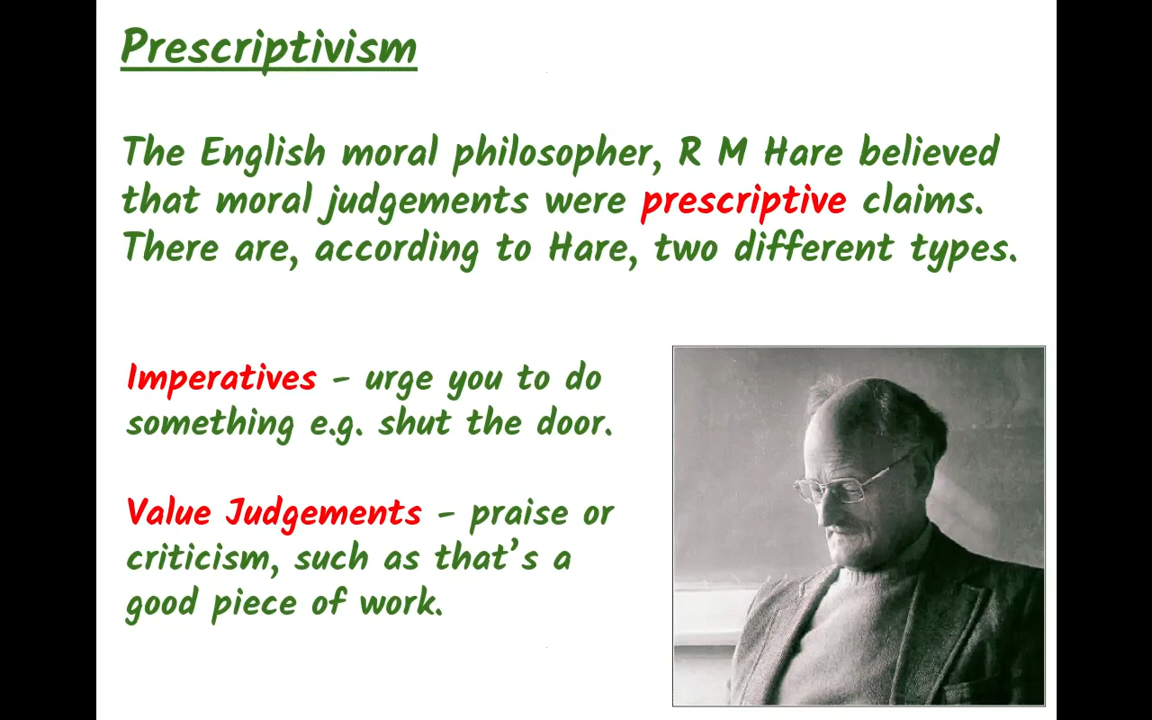 Prescriptivism
The English moral philosopher, R M Hare believed
that moral judgements were prescriptive claims.
There are, according to Hare, two different types.
Imperatives - urge you to do
something e.g. shut the door.
Value Judgements - praise or
criticism, such as that's a
good piece of work.